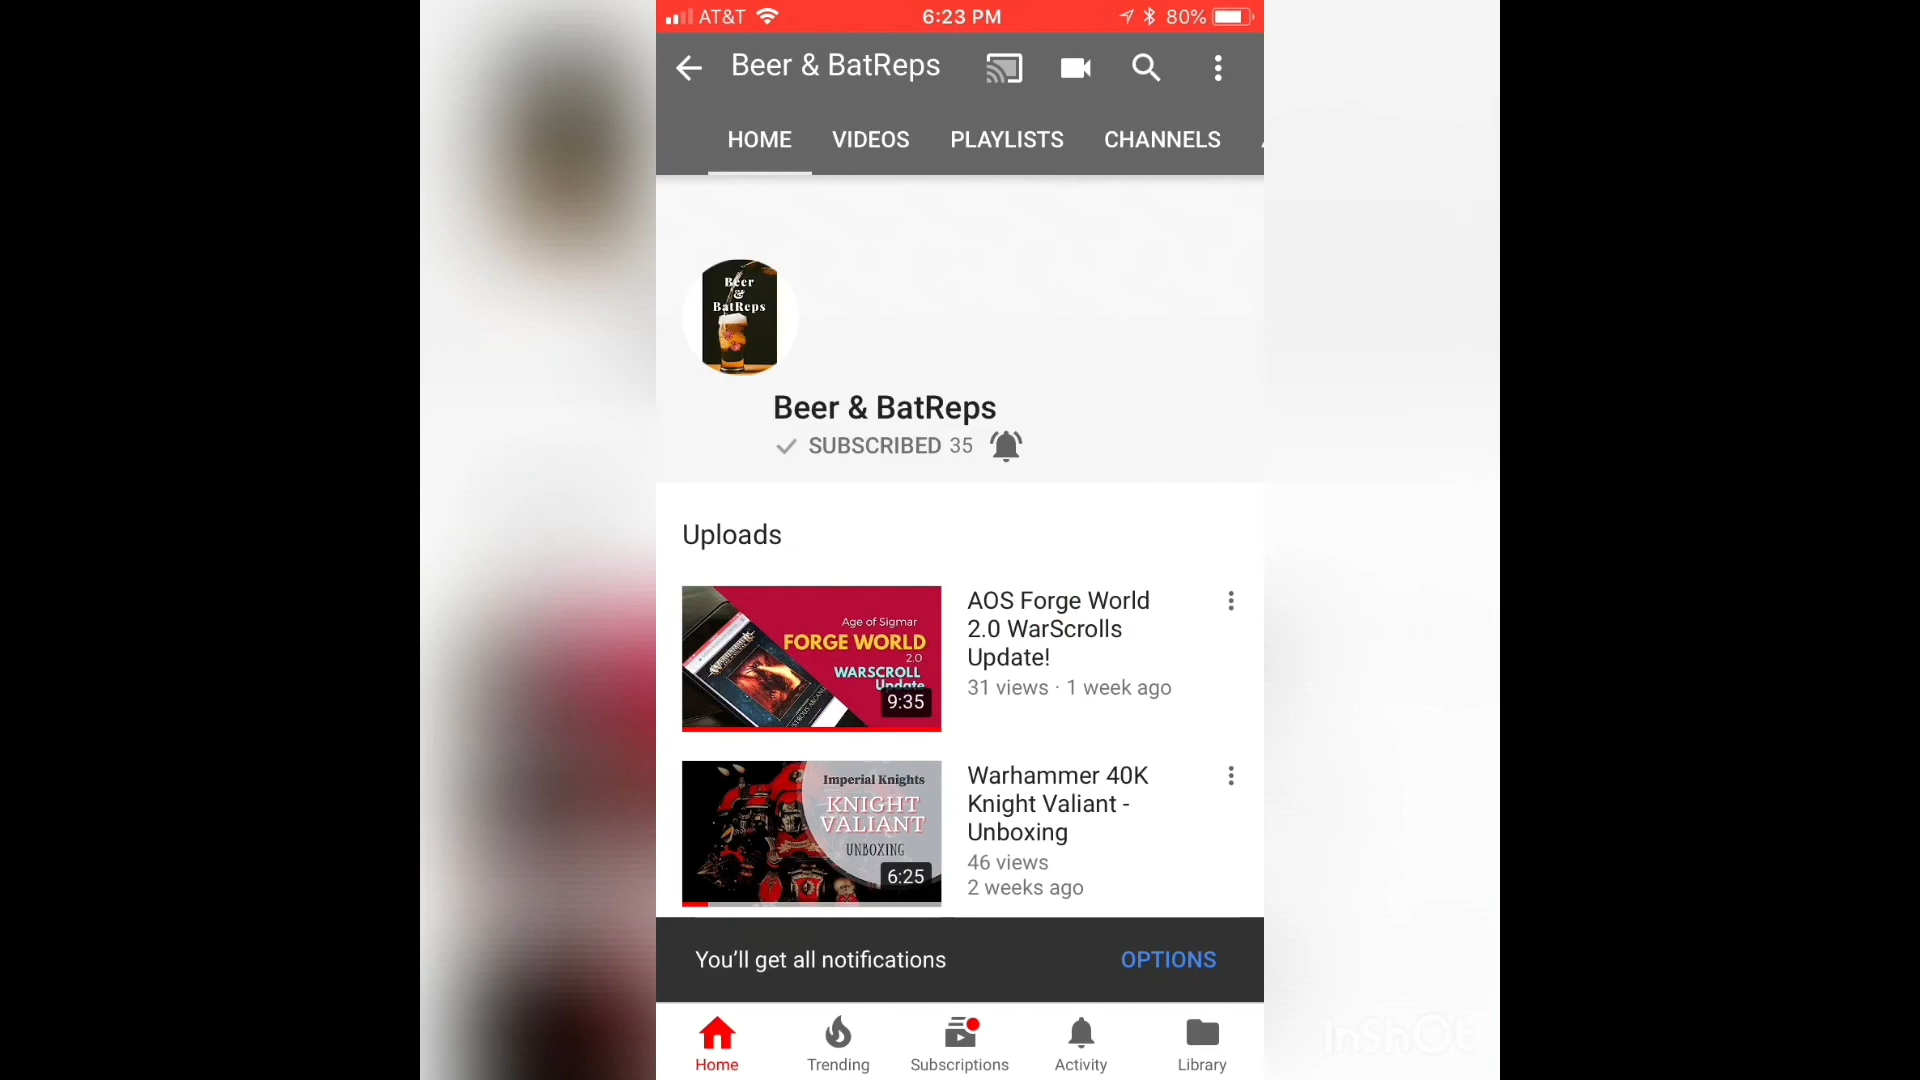 AT&T 6:23 PM 80%
Beer & BatReps
HOME VIDEOS PLAYLISTS CHANNELS
Beer
&
BatReps
Beer & BatReps
SUBSCRIBED 35
Uploads
Age of Sigmar
FORGE WORLD
2.0
WARSCROLL
Update
9:35
AOS Forge World
2.0 WarScrolls
Update!
31 views · 1 week ago
Imperial Knights
KNIGHT
VALIANT
UNBOXING
6:25
Warhammer 40K
Knight Valiant -
Unboxing
46 views
2 weeks ago
You’ll get all notifications OPTIONS
Home Trending Subscriptions Activity Library
InShOt